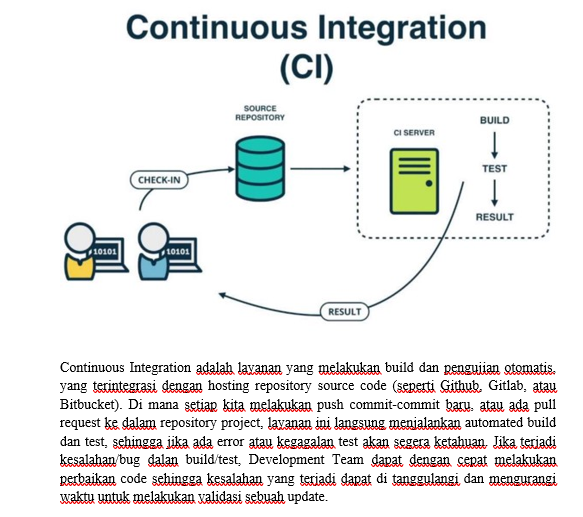 Continuous Integration
(CI)
SOURCE
REPOSITORY
BUILD
CI SERVER
TEST
CHECK-IN
RESULT
10101
10101
RESULT
Continuous Integration adalah layanan yang melakukan build dan pengujian otomatis,
yang terintegrasi dengan hosting repository source code (seperti Github, Gitlab, atau
Bitbucket). Di mana setiap kita melakukan push commit-commit baru, atau ada pull
request ke dalam repository project, layanan ini langsung menjalankan automated build
dan test, sehingga jika ada error atau kegagalan test akan segera ketahuan. Jika terjadi
kesalahan/bug dalan build/test, Development Team dapat dengan cepat melakukan
perbaikan code sehingga kesalahan yang terjadi dapat di tanggulangi dan mengurangi
waktu untuk melakukan validasi sebuah update.